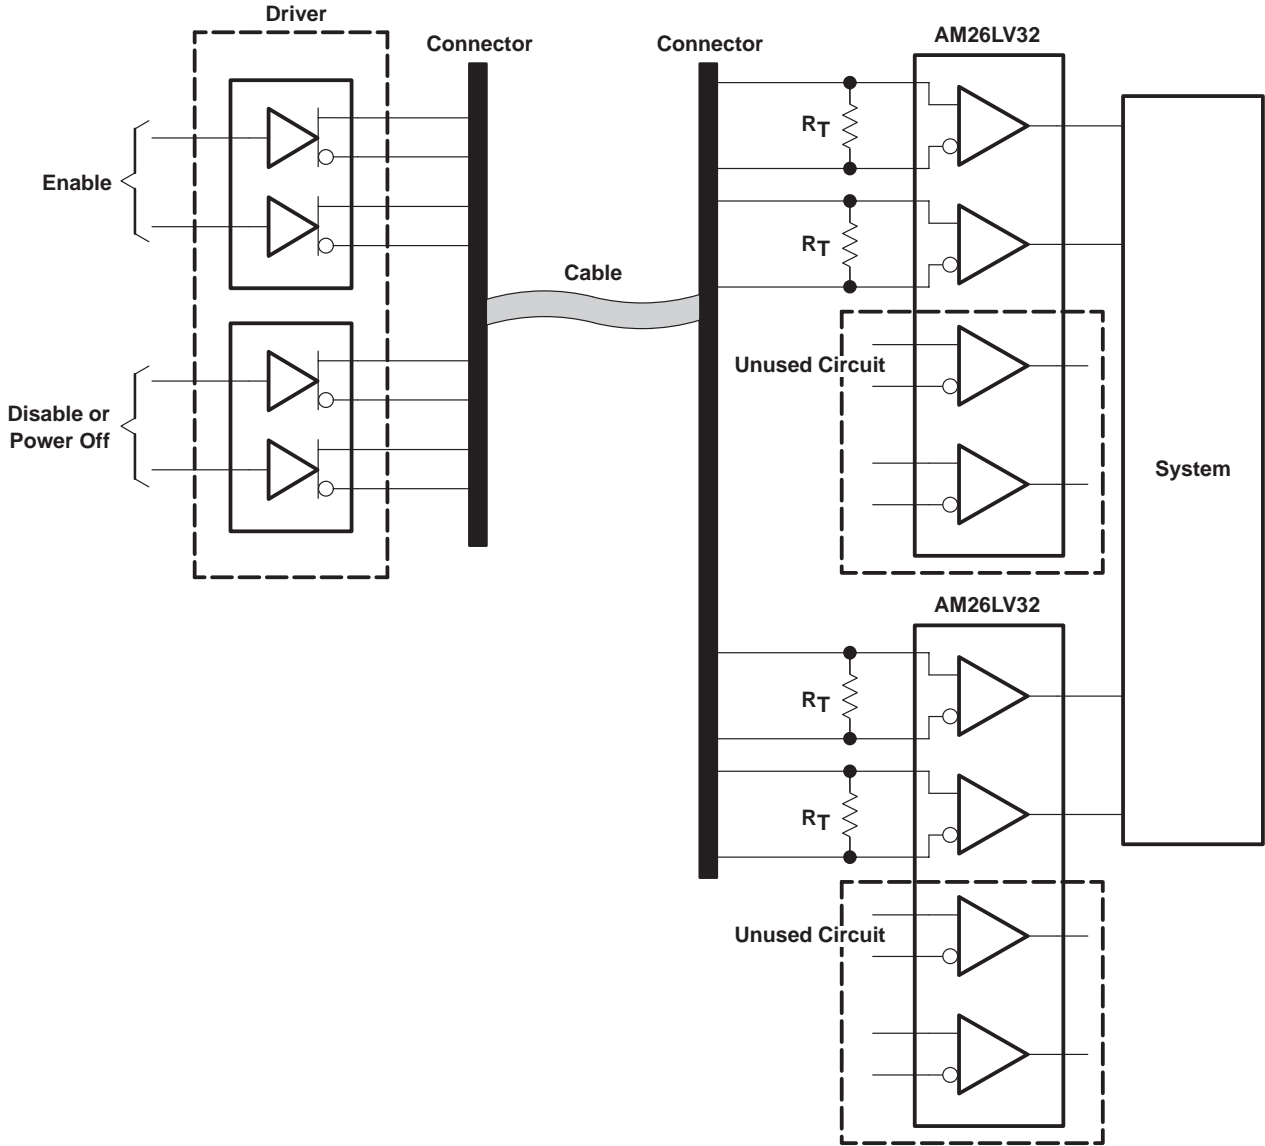 Driver
Connector
Connector
AM26LV32
Enable
Disable or
Power Off
Cable
RT
RT
Unused Circuit
System
AM26LV32
RT
RT
Unused Circuit